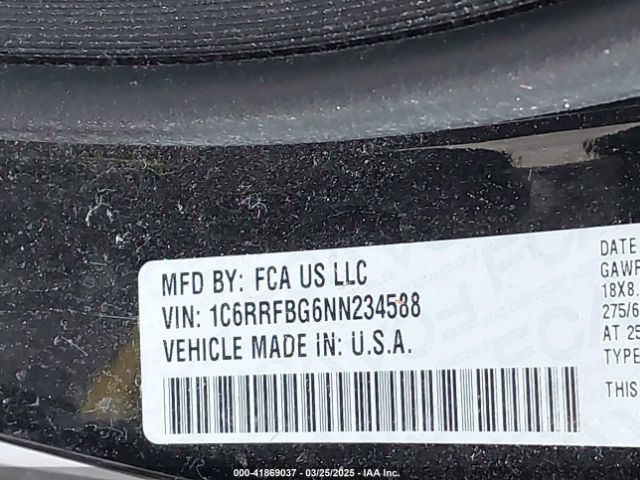 MFD BY: FCA US LLC
VIN: 1C6RRFBG6NN234588
VEHICLE MADE IN: U.S.A.
DATE
GAWR
18X8.
275/6
AT 25
TYPE
THIS
000-41869037 - 03/25/2025 - IAA Inc.